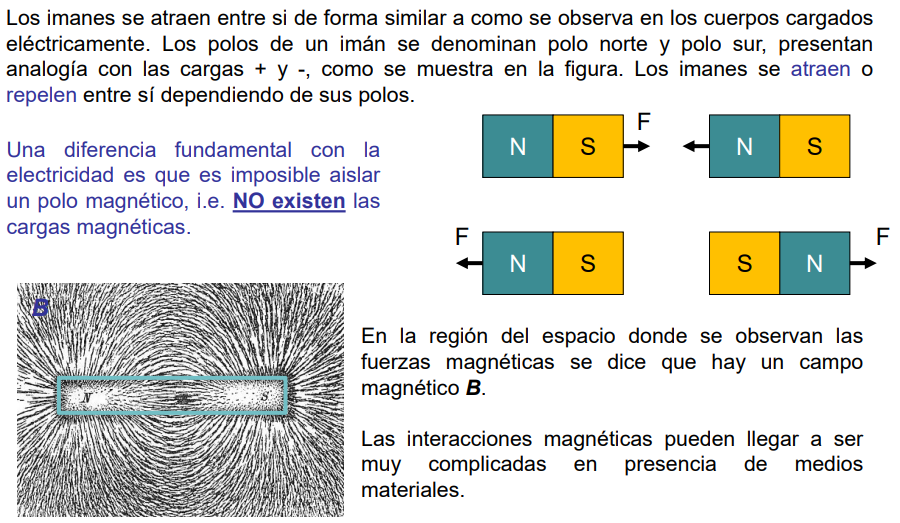 Los imanes se atraen entre si de forma similar a como se observa en los cuerpos cargados
eléctricamente. Los polos de un imán se denominan polo norte y polo sur, presentan
analogía con las cargas + y -, como se muestra en la figura. Los imanes se atraen o
repelen entre sí dependiendo de sus polos.
Una diferencia fundamental con la
electricidad es que es imposible aislar
un polo magnético, i.e. NO existen las
cargas magnéticas.
F
N S N S
F F
N S S N
B
N S
En la región del espacio donde se observan las
fuerzas magnéticas se dice que hay un campo
magnético B.
Las interacciones magnéticas pueden llegar a ser
muy complicadas en presencia de medios
materiales.